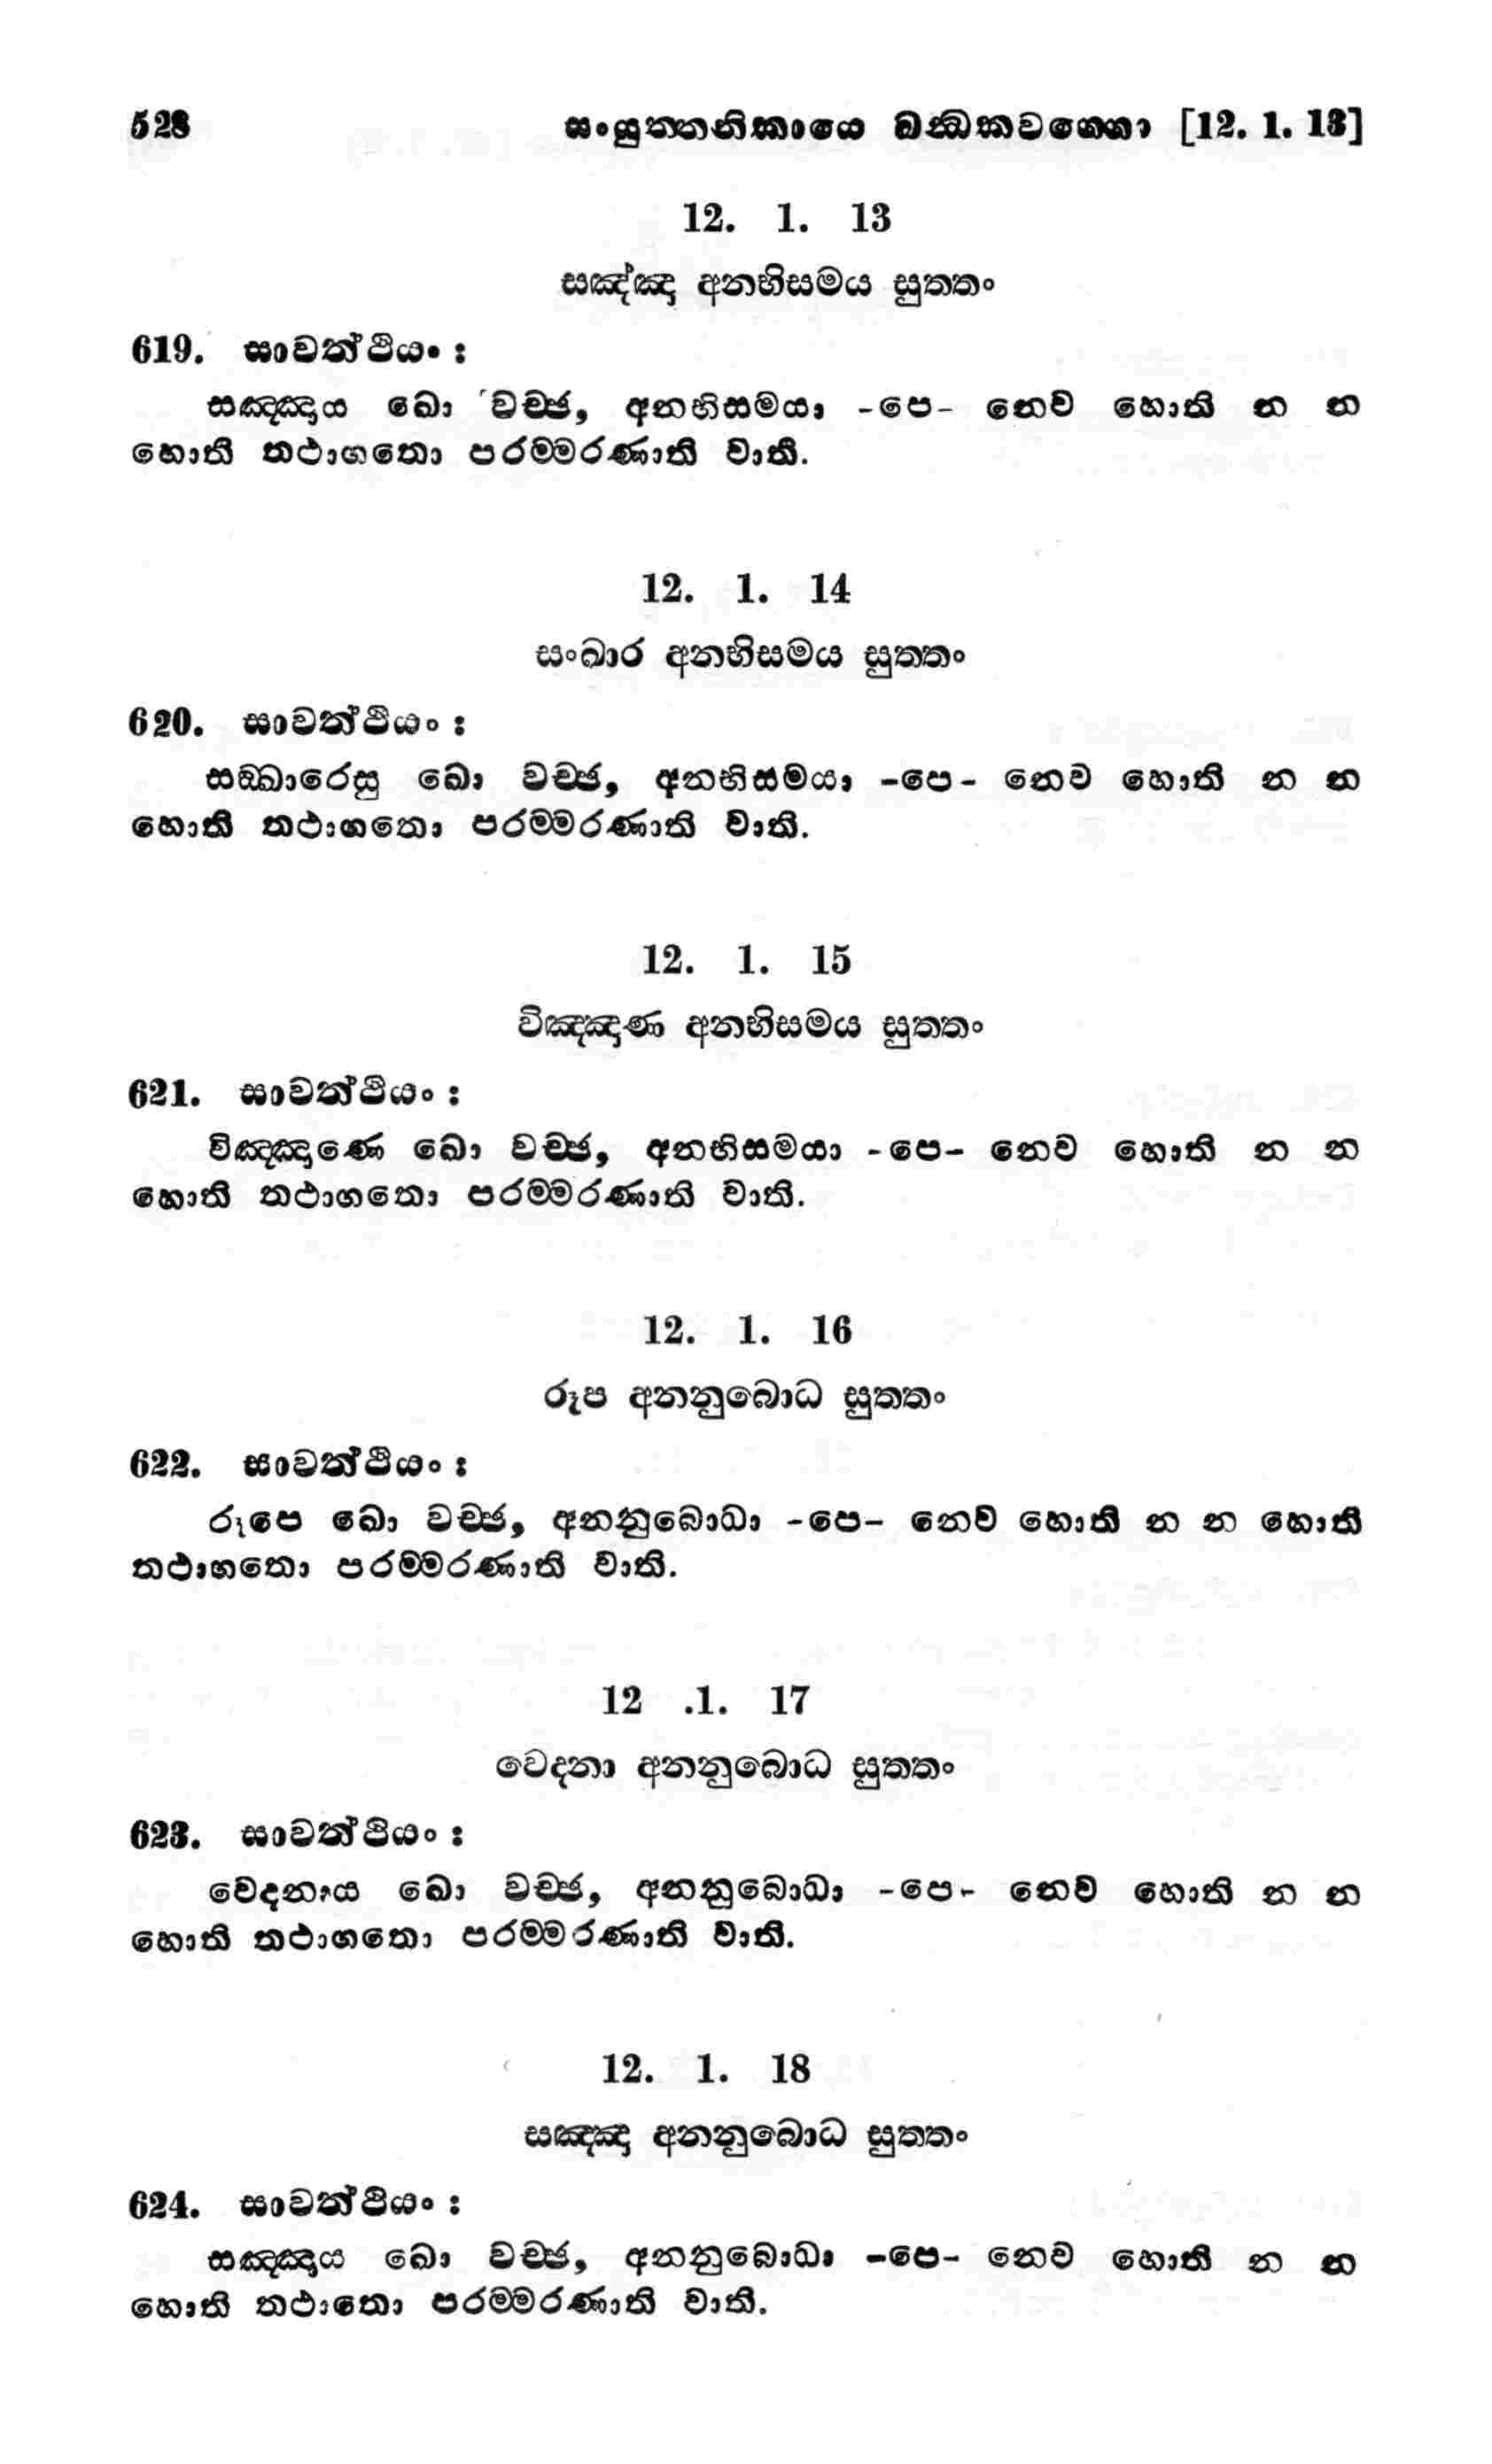 528 සංයුත්තනිකායෙ ඛන්ධකවග්ගො [12. 1. 13]
12. 1. 13
සඤ්ඤා අනභිසමය සුත්තං
619. සාවත්ථියං :
සඤ්ඤාය ඛො වච්ඡ, අනභිසමයා -පෙ- නෙව හොති න න
හොති තථාගතො පරම්මරණාති වාති.
12. 1. 14
සංඛාර අනභිසමය සුත්තං
620. සාවත්ථියං :
සඞ්ඛාරෙසු ඛො වච්ඡ, අනභිසමයා -පෙ- නෙව හොති න න
හොති තථාගතො පරම්මරණාති වාති.
12. 1. 15
විඤ්ඤාණ අනභිසමය සුත්තං
621. සාවත්ථියං :
විඤ්ඤාණෙ ඛො වච්ඡ, අනභිසමයා -පෙ- නෙව හොති න න
හොති තථාගතො පරම්මරණාති වාති.
12. 1. 16
රූප අනනුබොධ සුත්තං
622. සාවත්ථියං :
රූපෙ ඛො වච්ඡ, අනනුබොධා -පෙ- නෙව හොති න න හොති
තථාගතො පරම්මරණාති වාති.
12 .1. 17
වෙදනා අනනුබොධ සුත්තං
623. සාවත්ථියං :
වෙදනාය ඛො වච්ඡ, අනනුබොධා -පෙ- නෙව හොති න න
හොති තථාගතො පරම්මරණාති වාති.
12. 1. 18
සඤ්ඤා අනනුබොධ සුත්තං
624. සාවත්ථියං :
සඤ්ඤාය ඛො වච්ඡ, අනනුබොධා -පෙ- නෙව හොති න න
හොති තථාතො පරම්මරණාති වාති.